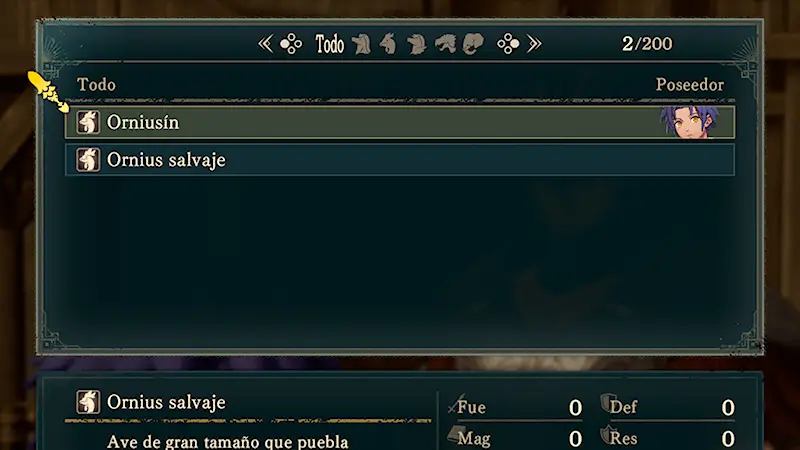 Todo 2/200
Todo Poseedor
Orniusín
Ornius salvaje
Ornius salvaje
Ave de gran tamaño que puebla
Fue 0 Def 0
Mag 0 Res 0